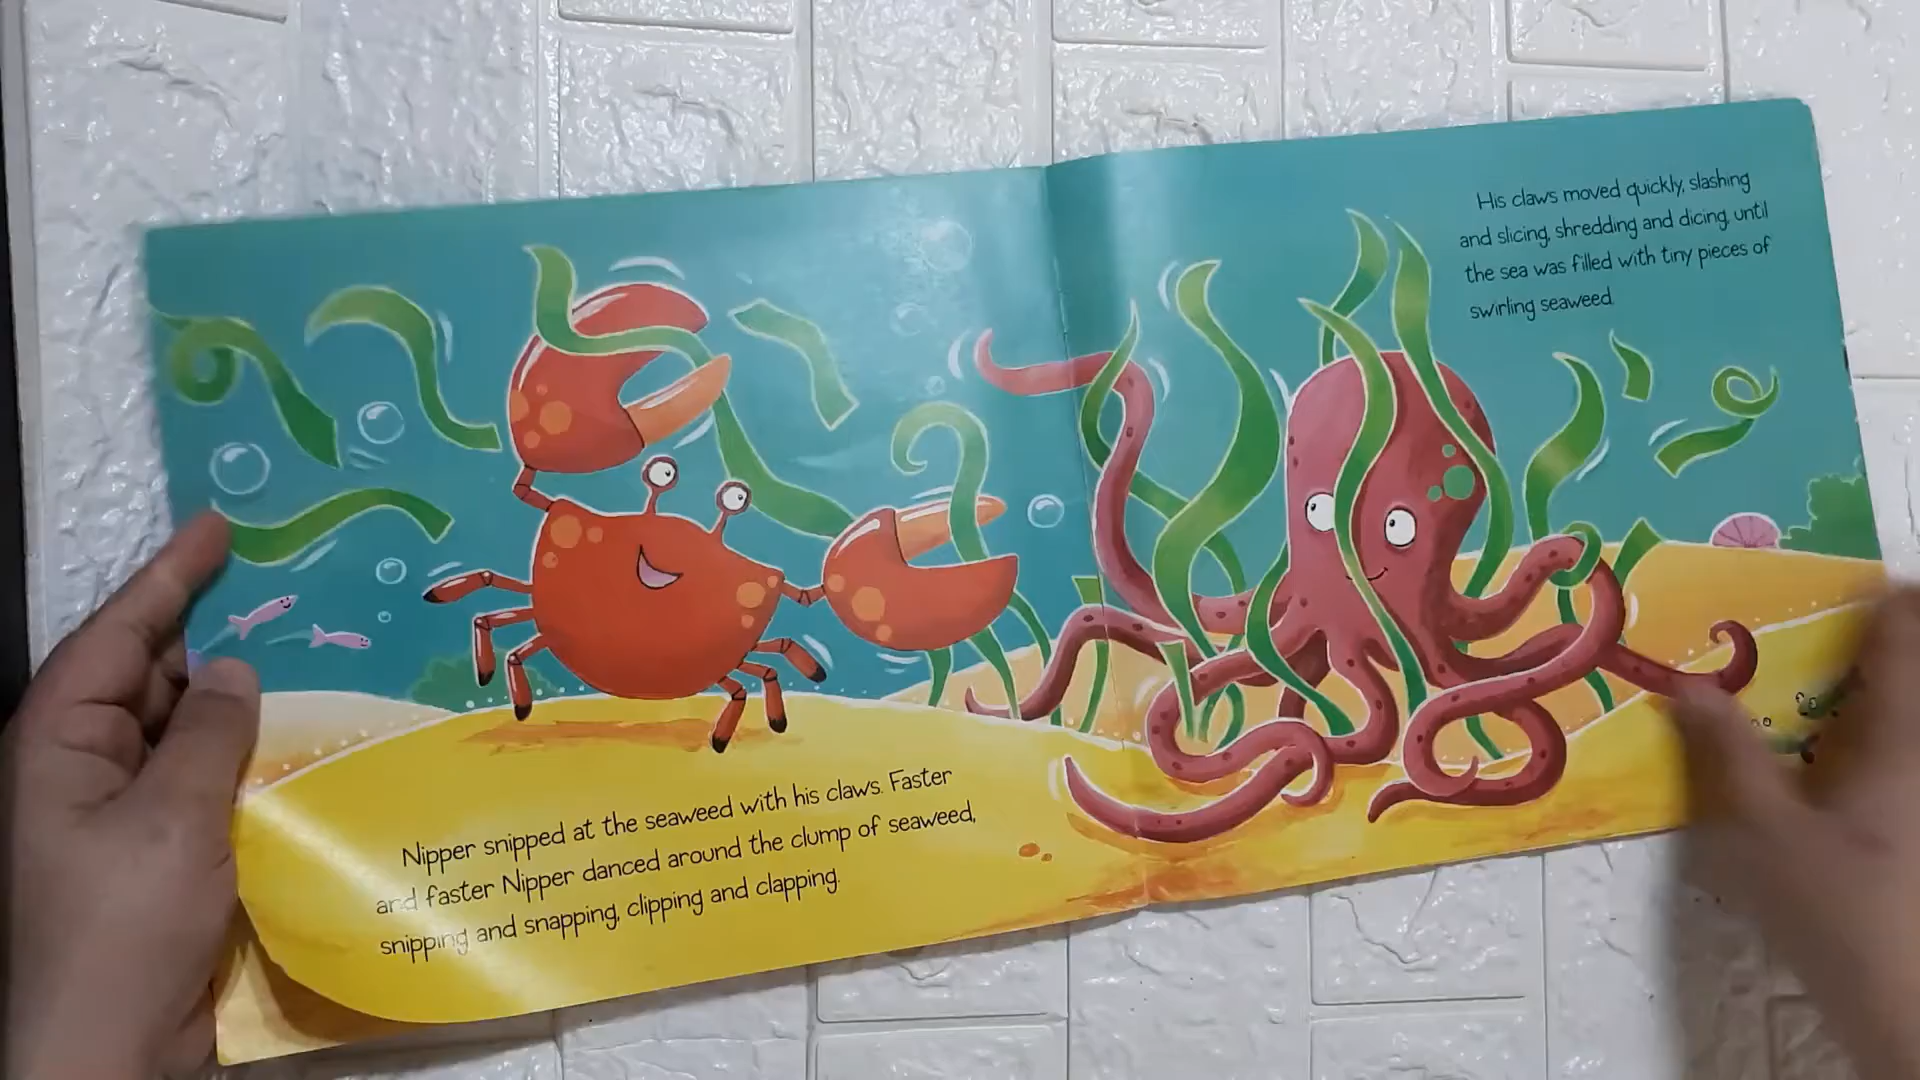 Nipper snipped at the seaweed with his claws. Faster
and faster Nipper danced around the clump of seaweed,
snipping and snapping, clipping and clapping.
His claws moved quickly, slashing
and slicing, shredding and dicing, until
the sea was filled with tiny pieces of
swirling seaweed.